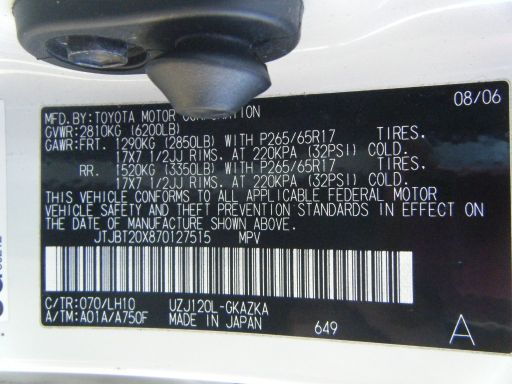 MFD.BY:TOYOTA MOTOR CORPORATION 08/06
GVWR:2810KG (6200LB)
GAWR:FRT. 1290KG (2850LB) WITH P265/65R17 TIRES,
17X7 1/2JJ RIMS, AT 220KPA (32PSI) COLD.
RR. 1520KG (3350LB) WITH P265/65R17 TIRES,
17X7 1/2JJ RIMS, AT 220KPA (32PSI) COLD.
THIS VEHICLE CONFORMS TO ALL APPLICABLE FEDERAL MOTOR
VEHICLE SAFETY AND THEFT PREVENTION STANDARDS IN EFFECT ON
THE DATE OF MANUFACTURE SHOWN ABOVE.
JTJBT20X870127515 MPV
C/TR:070/LH10 UZJ120L-GKAZKA
A/TM:A01A/A750F MADE IN JAPAN 649 A